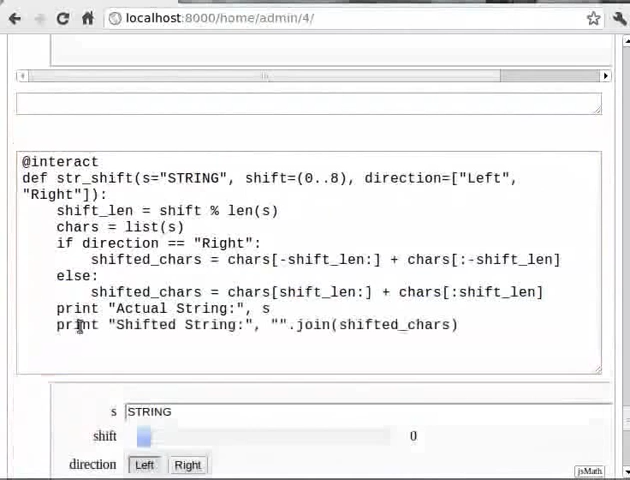 localhost:8000/home/admin/4/
@interact
def str_shift(s="STRING", shift=(0..8), direction=["Left",
"Right"]):
shift_len = shift % len(s)
chars = list(s)
if direction == "Right":
shifted_chars = chars[-shift_len:] + chars[:-shift_len]
else:
shifted_chars = chars[shift_len:] + chars[:shift_len]
print "Actual String:", s
print "Shifted String:", "".join(shifted_chars)
s STRING
shift 0
direction Left Right
jsMath